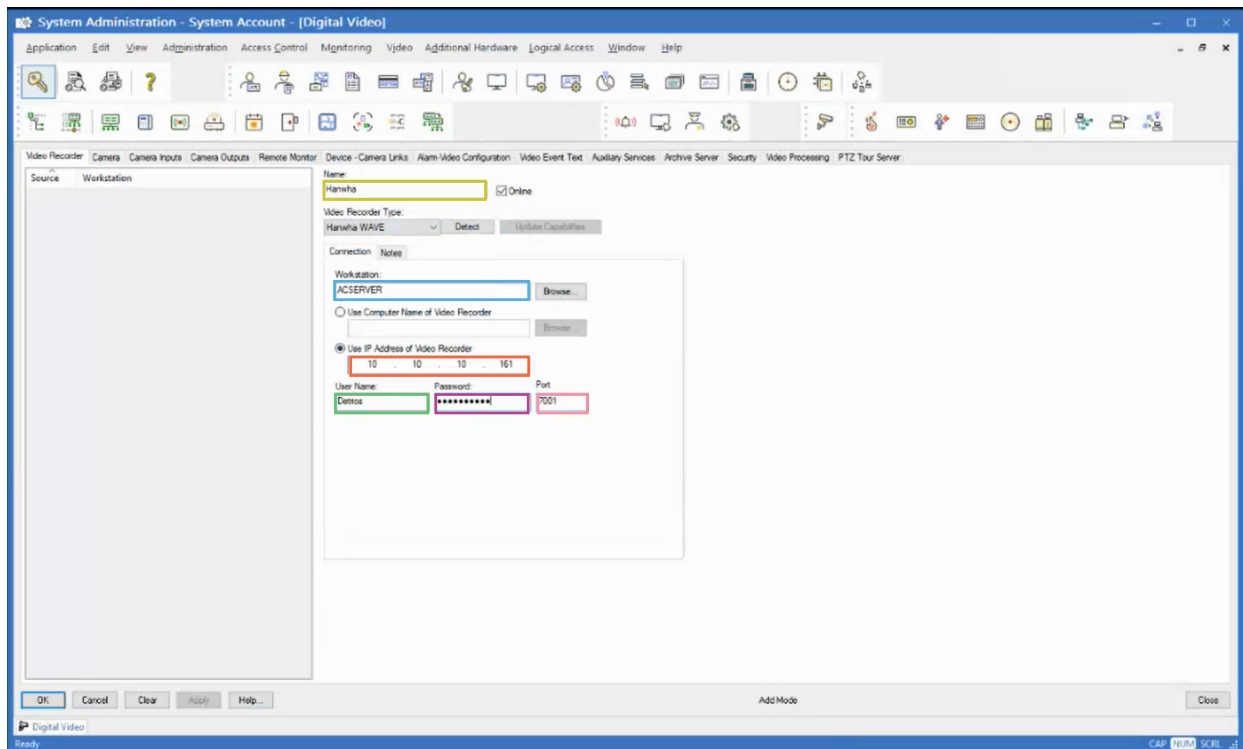 System Administration - System Account - [Digital Video]
Application Edit View Administration Access Control Monitoring Video Additional Hardware Logical Access Window Help
Video Recorder Camera Camera Inputs Camera Outputs Remote Monitor Device -Camera Links Alarm-Video Configuration Video Event Text Auxiliary Services Archive Server Security Video Processing PTZ Tour Server
Source Workstation
Name:
Hanwha Online
Video Recorder Type:
Hanwha WAVE Detect Update Capabilities
Connection Notes
Workstation:
ACSERVER Browse...
Use Computer Name of Video Recorder
Browse...
Use IP Address of Video Recorder
10 . 10 . 10 . 161
User Name: Password: Port
•••••••••• 7001
OK Cancel Clear Apply Help... Add Mode Close
Digital Video
Ready CAP NUM SCRL